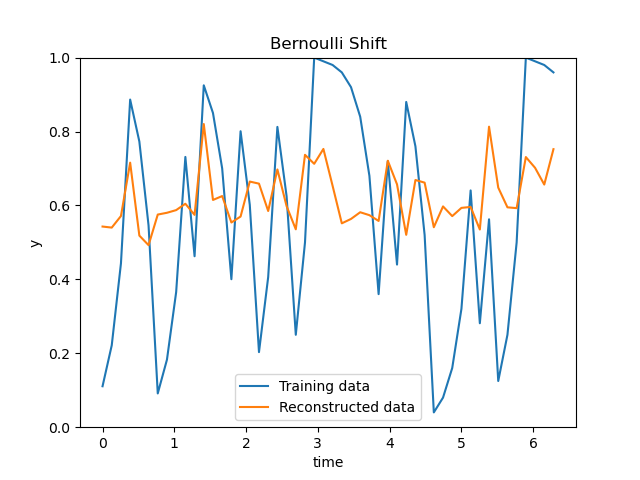 Bernoulli Shift
1.0
0.8
0.6
0.4
0.2
0.0
y
0 1 2 3 4 5 6
time
Training data
Reconstructed data